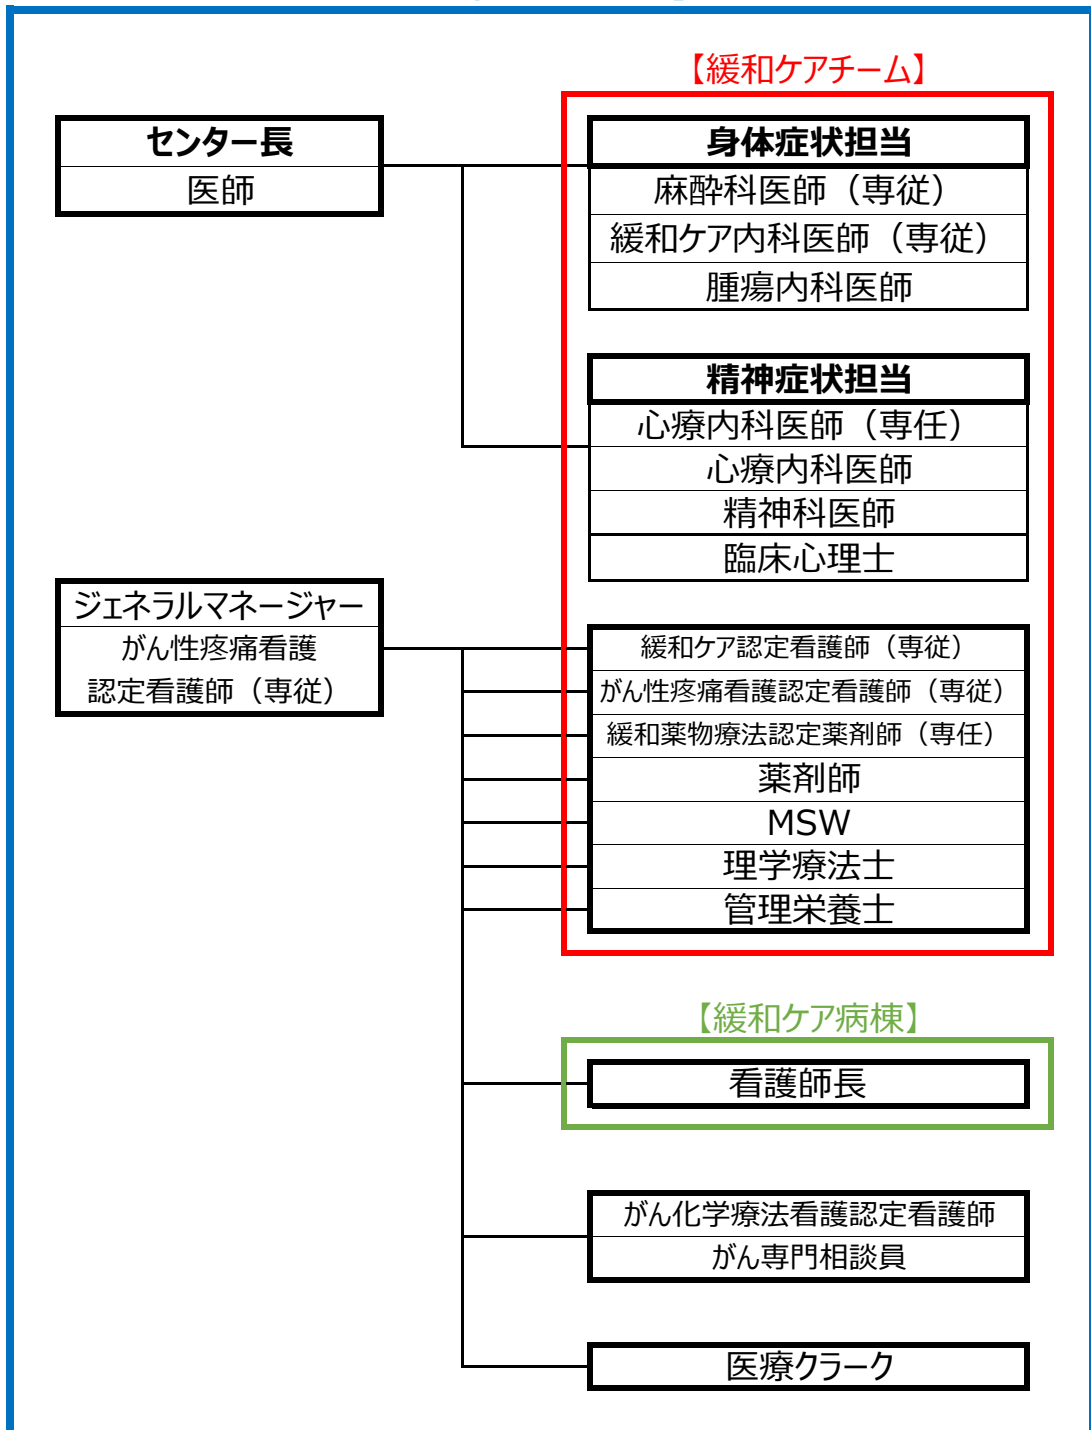 【緩和ケアチーム】
センター長
医師
身体症状担当
麻酔科医師（専従）
緩和ケア内科医師（専従）
腫瘍内科医師
精神症状担当
心療内科医師（専任）
心療内科医師
精神科医師
臨床心理士
ジェネラルマネージャー
がん性疼痛看護
認定看護師（専従）
緩和ケア認定看護師（専従）
がん性疼痛看護認定看護師（専従）
緩和薬物療法認定薬剤師（専任）
薬剤師
MSW
理学療法士
管理栄養士
【緩和ケア病棟】
看護師長
がん化学療法看護認定看護師
がん専門相談員
医療クラーク